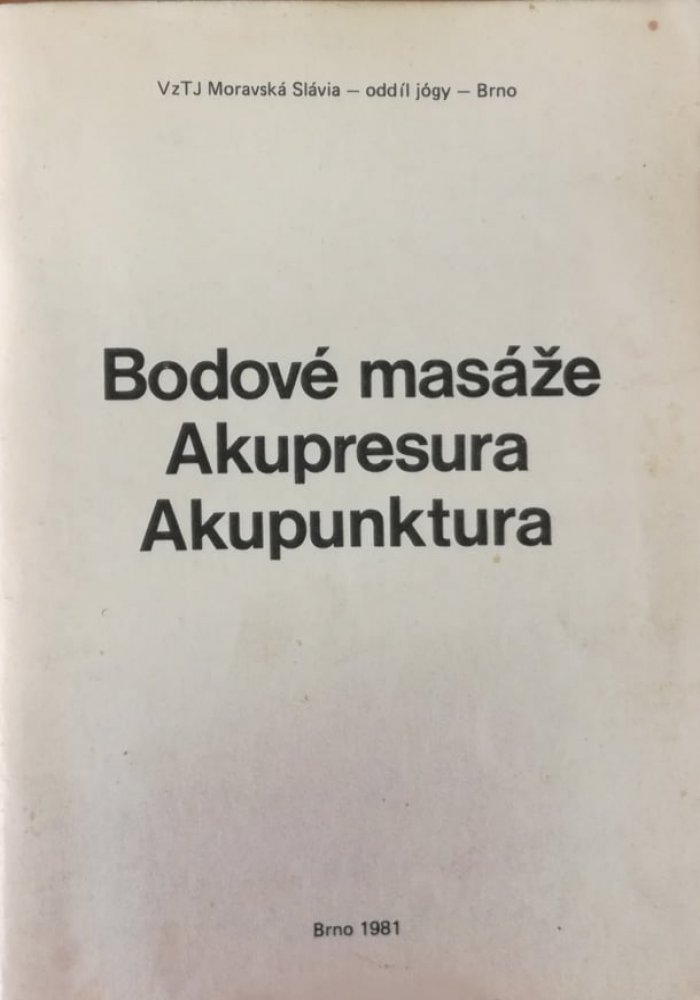 VzTJ Moravská Slávia – oddíl jógy – Brno
Bodové masáže
Akupresura
Akupunktura
Brno 1981